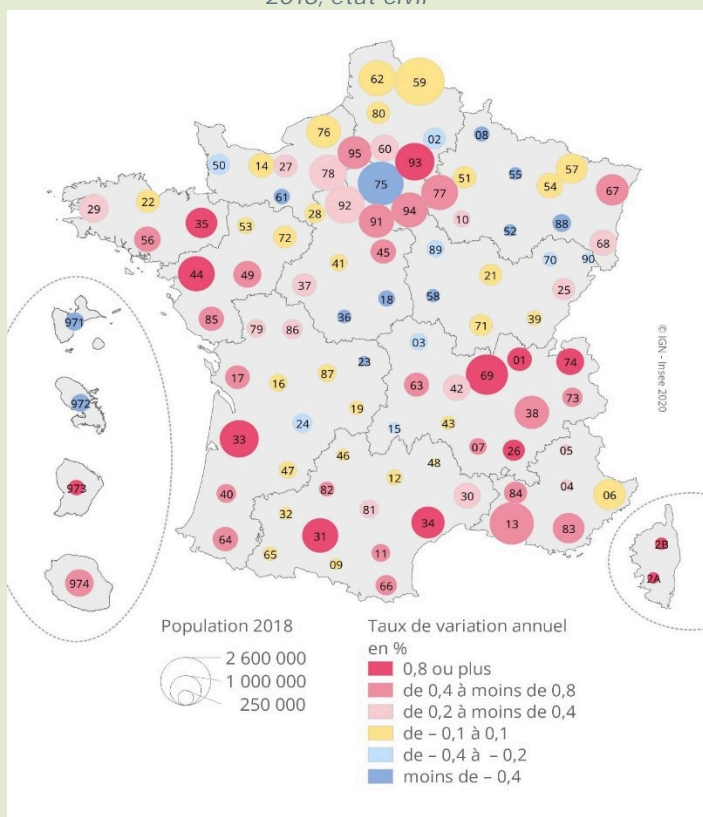 2018, état civil
62 59
80
76
02
08
50 14 27 95 60 93
78 75 77 51 55 57
54 67
61 92 91 94 10 52 88
29 22 35 28 68
56 53 72 45 89 70 90
41 21 25
44 49 37 18 58
36 71 39
85 79 86 03
23 01 74
17 16 87 63 42 69 73
38
24 19 15 43
33 07 26 05
47 46 48
12
40 82 30 84 04 06
81
32 34 13 83
64 31 11
65 09 66
971
972
973
974
2B
2A
© IGN - Insee 2020
Population 2018
2 600 000
1 000 000
250 000
Taux de variation annuel
en %
0,8 ou plus
de 0,4 à moins de 0,8
de 0,2 à moins de 0,4
de – 0,1 à 0,1
de – 0,4 à – 0,2
moins de – 0,4